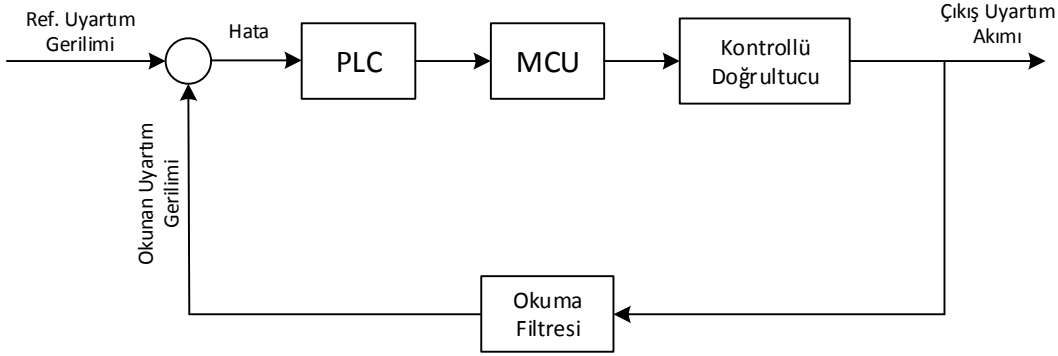 Ref. Uyartım
Gerilimi
Hata
PLC
MCU
Kontrollü
Doğrultucu
Çıkış Uyartım
Akımı
Okunan Uyartım
Gerilimi
Okuma
Filtresi